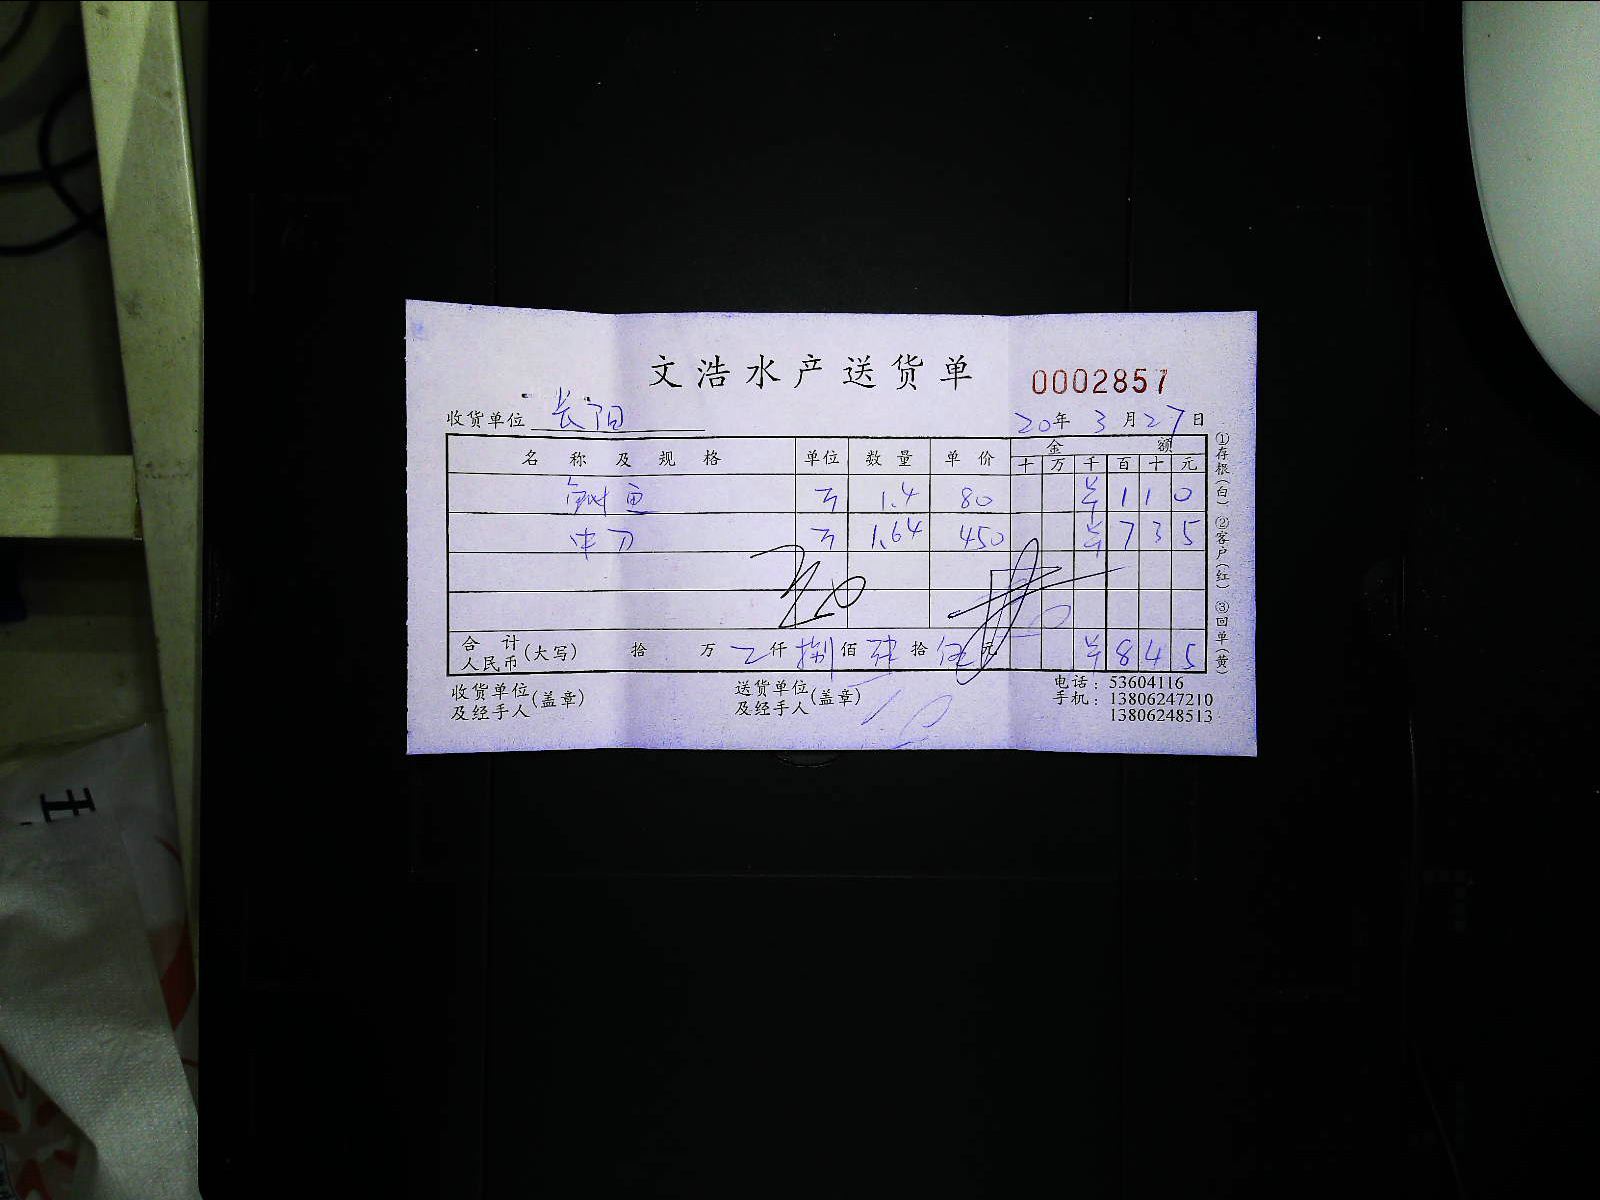 文浩水产送货单 0002857
收货单位 长阳 20年3月27日
名称及规格 单位 数量 单价 金额
十 万 千 百 十 元
鱼 1.4 80 1 1 0
中刀 1.64 450 7 3 5
合计人民币(大写) 拾 万 仟 捌 佰 肆 拾 伍 元 8 4 5
收货单位及经手人(盖章) 送货单位及经手人(盖章) 电话：53604116
手机：13806247210
13806248513
①存根(白) ②客户(红) ③回单(黄)
王